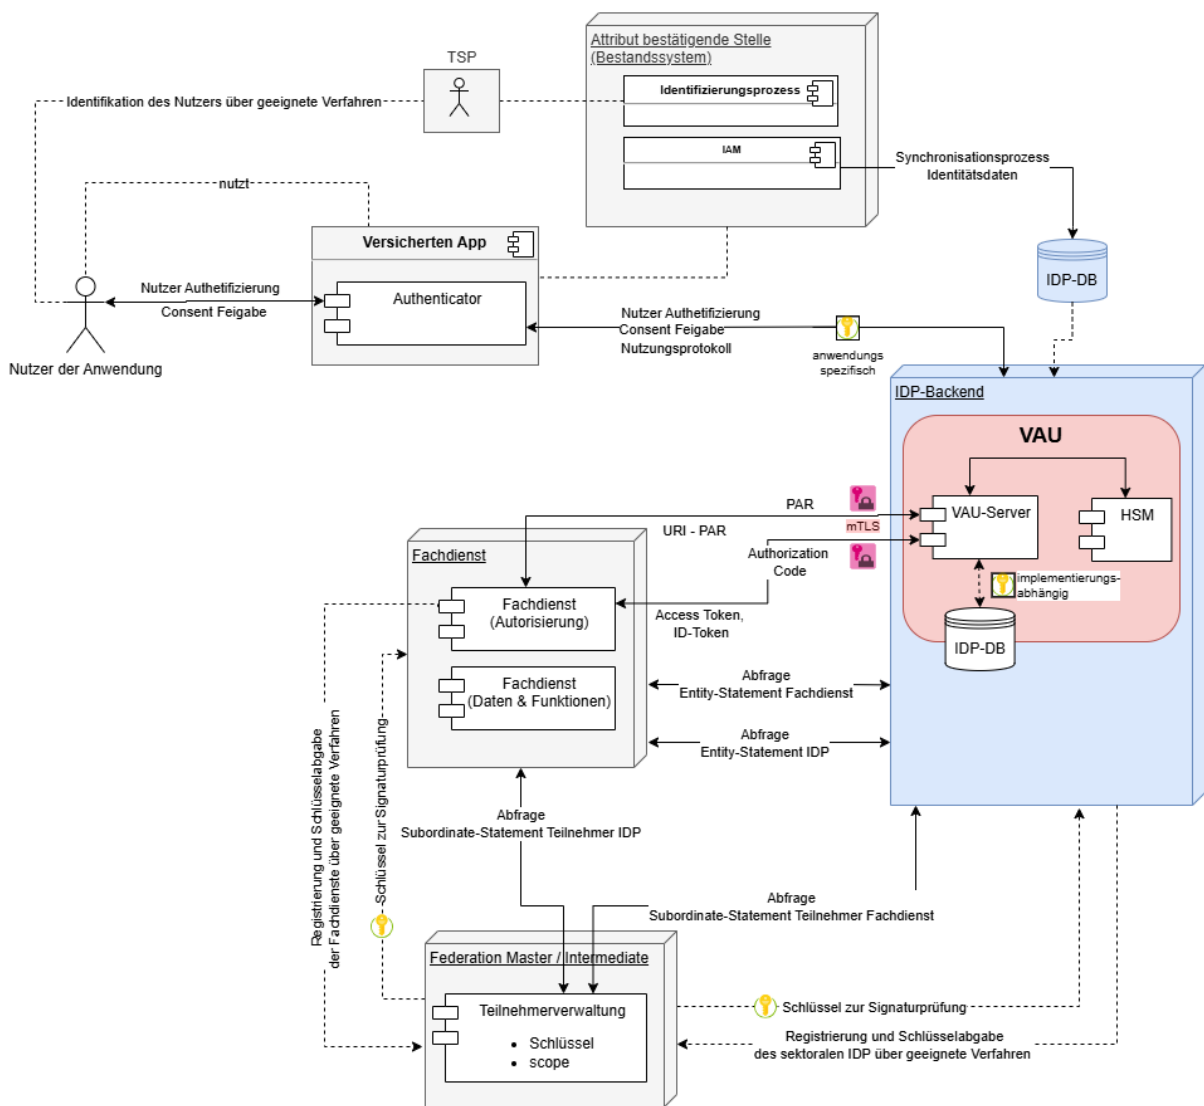 Attribut bestätigende Stelle
(Bestandssystem)
TSP
Identifizierungsprozess
Identifikation des Nutzers über geeignete Verfahren
IAM
Synchronisationsprozess
Identitätsdaten
nutzt
Versicherten App
IDP-DB
Nutzer Authetifizierung
Consent Feigabe
Authenticator
Nutzer Authetifizierung
Consent Feigabe
Nutzungsprotokoll
anwendungs
spezifisch
Nutzer der Anwendung
IDP-Backend
VAU
PAR
VAU-Server
HSM
URI - PAR
mTLS
Fachdienst
Authorization
Code
implementierungs-
abhängig
Fachdienst
(Autorisierung)
Access Token,
ID-Token
IDP-DB
Fachdienst
(Daten & Funktionen)
Abfrage
Entity-Statement Fachdienst
Abfrage
Entity-Statement IDP
Registrierung und Schlüsselabgabe
der Fachdienste über geeignete Verfahren
Schlüssel zur Signaturprüfung
Abfrage
Subordinate-Statement Teilnehmer IDP
Abfrage
Subordinate-Statement Teilnehmer Fachdienst
Federation Master / Intermediate
Teilnehmerverwaltung
• Schlüssel
• scope
Schlüssel zur Signaturprüfung
Registrierung und Schlüsselabgabe
des sektoralen IDP über geeignete Verfahren